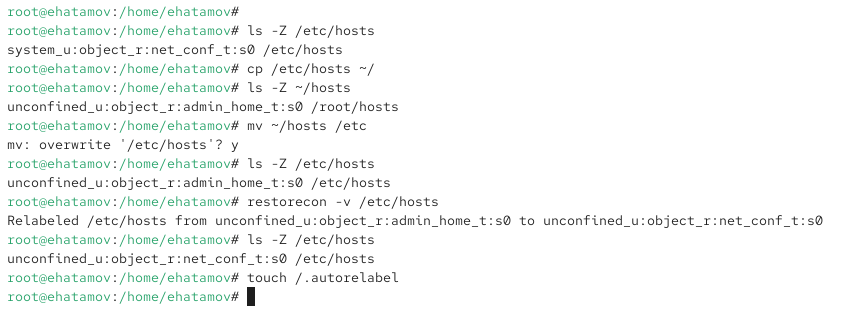 root@ehatamov:/home/ehatamov#
root@ehatamov:/home/ehatamov# ls -Z /etc/hosts
system_u:object_r:net_conf_t:s0 /etc/hosts
root@ehatamov:/home/ehatamov# cp /etc/hosts ~/
root@ehatamov:/home/ehatamov# ls -Z ~/hosts
unconfined_u:object_r:admin_home_t:s0 /root/hosts
root@ehatamov:/home/ehatamov# mv ~/hosts /etc
mv: overwrite '/etc/hosts'? y
root@ehatamov:/home/ehatamov# ls -Z /etc/hosts
unconfined_u:object_r:admin_home_t:s0 /etc/hosts
root@ehatamov:/home/ehatamov# restorecon -v /etc/hosts
Relabeled /etc/hosts from unconfined_u:object_r:admin_home_t:s0 to unconfined_u:object_r:net_conf_t:s0
root@ehatamov:/home/ehatamov# ls -Z /etc/hosts
unconfined_u:object_r:net_conf_t:s0 /etc/hosts
root@ehatamov:/home/ehatamov# touch /.autorelabel
root@ehatamov:/home/ehatamov#